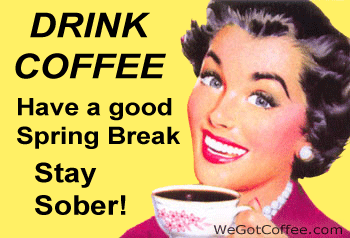 DRINK
COFFEE
Have a good
Spring Break
Stay
Sober!
WeGotCoffee.com